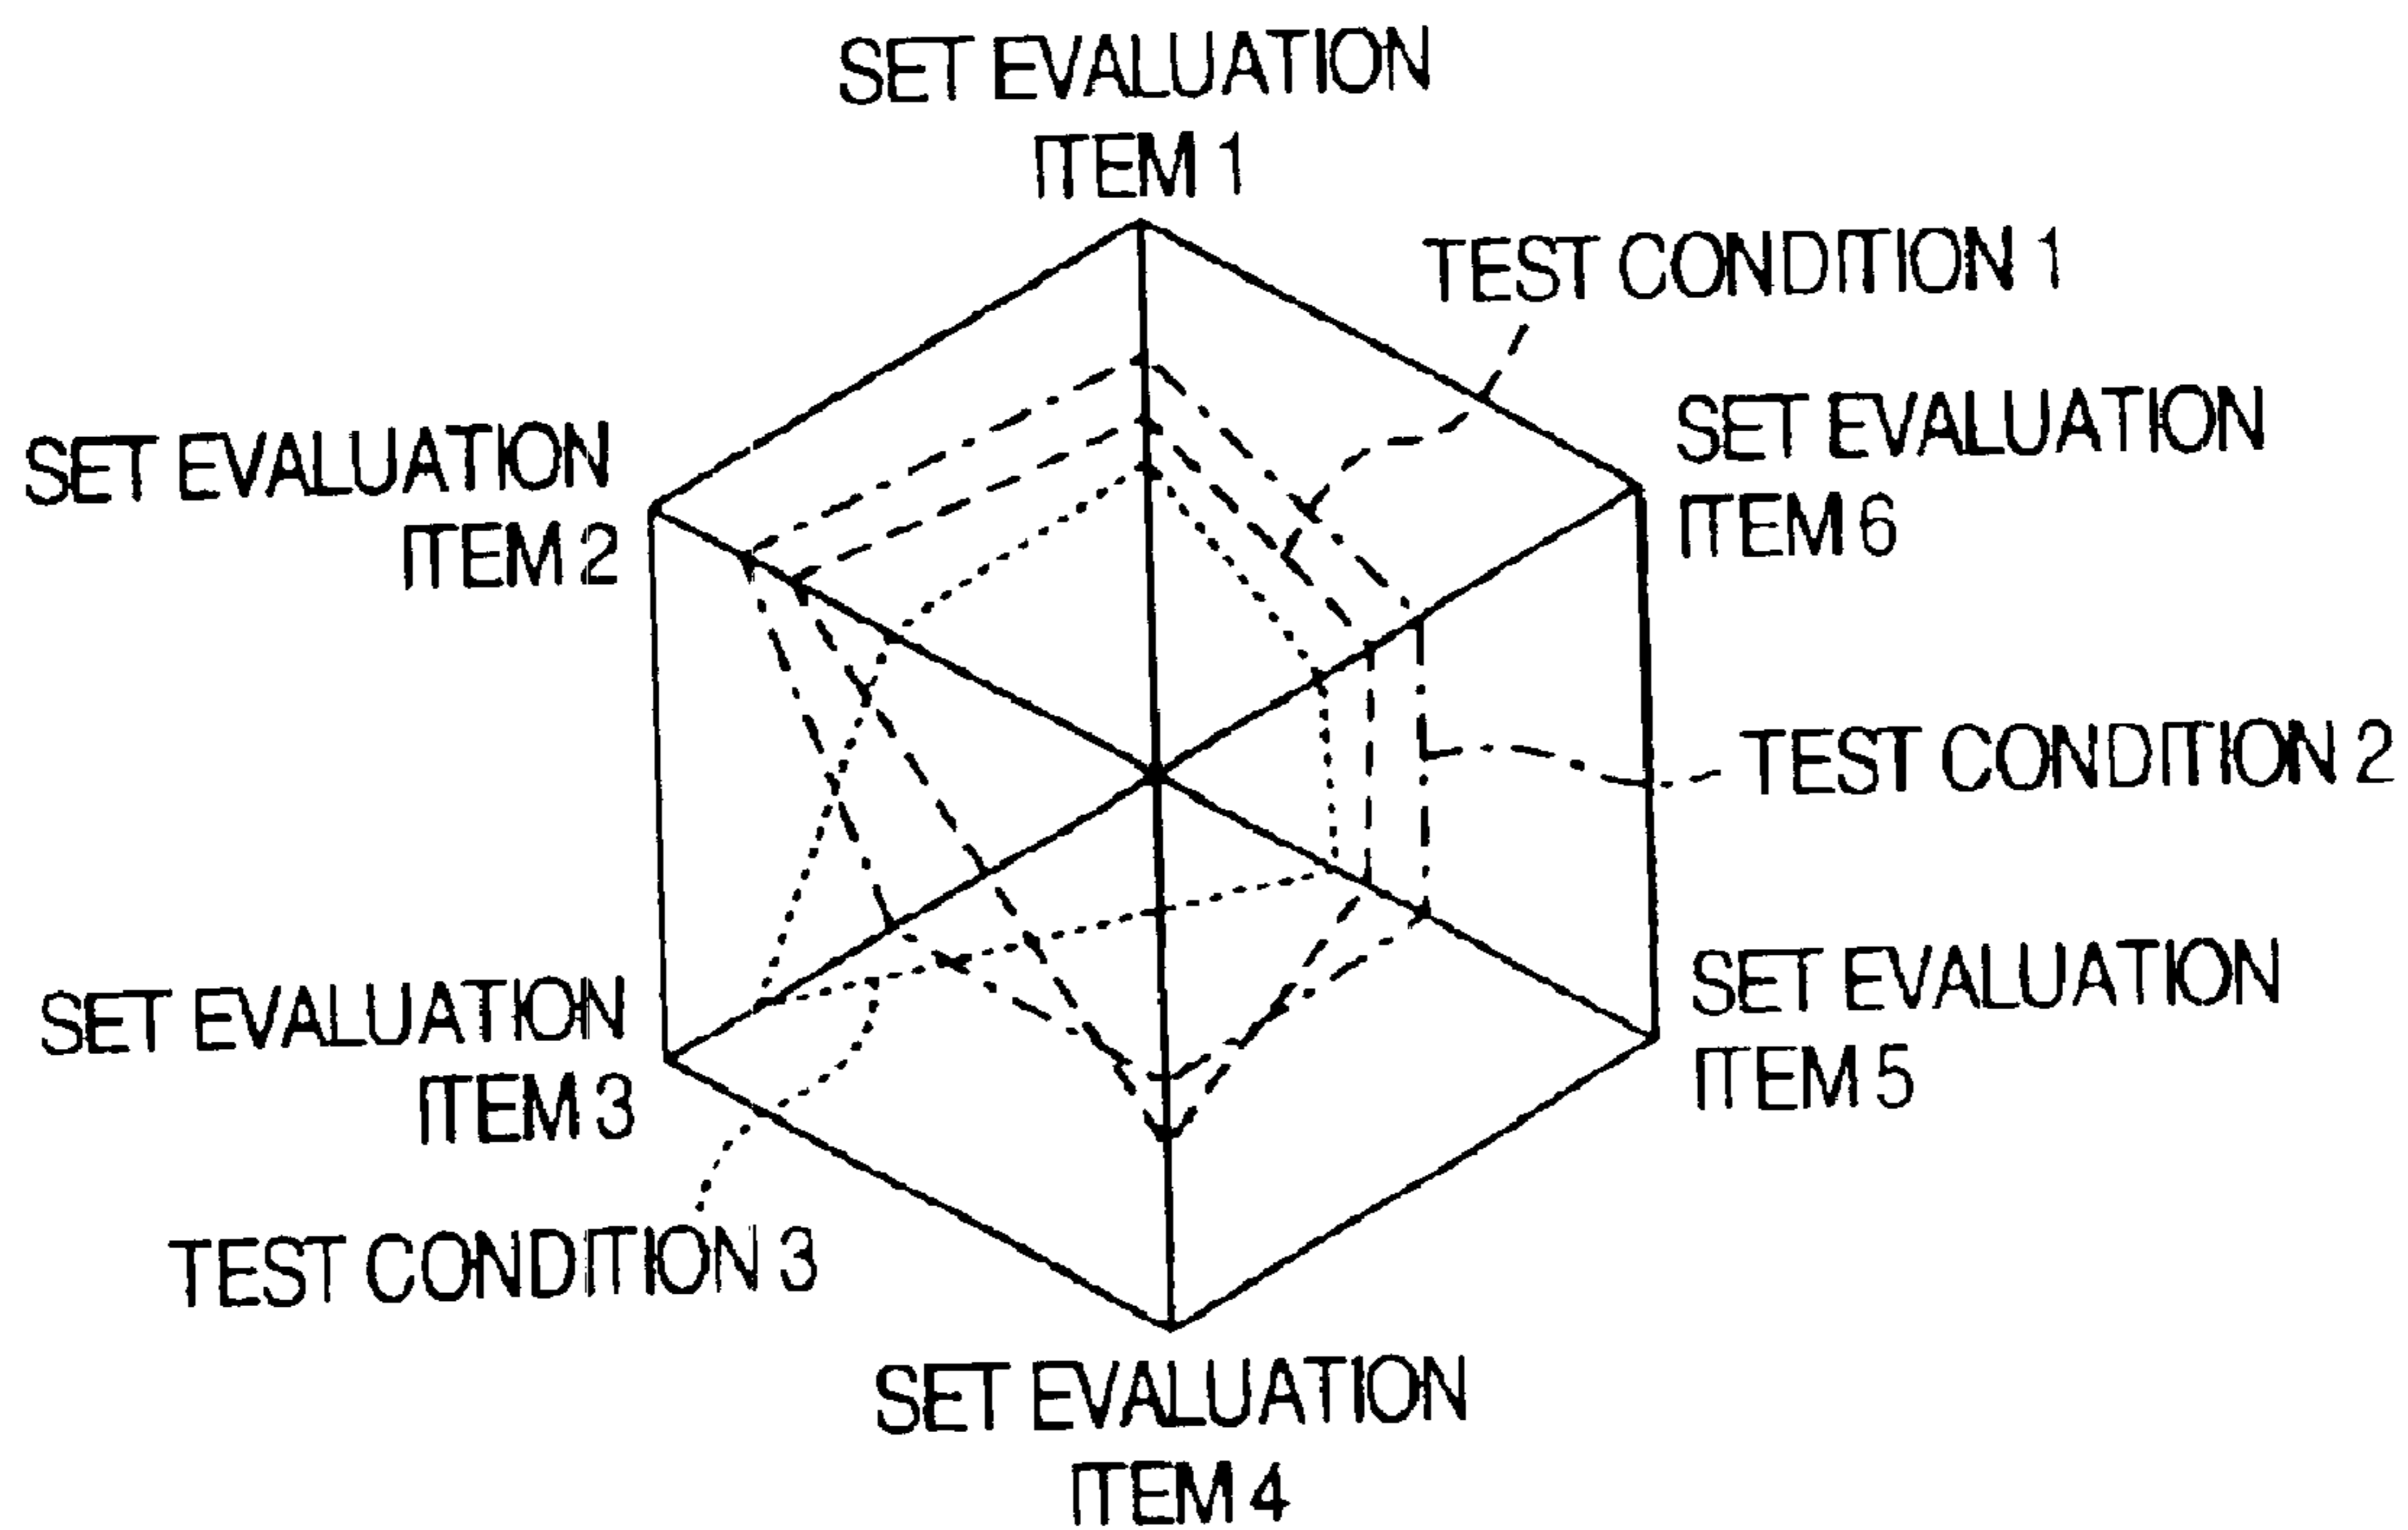 SET EVALUATION
ITEM 1
TEST CONDITION 1
SET EVALUATION
ITEM 6
SET EVALUATION
ITEM 2
TEST CONDITION 2
SET EVALUATION
ITEM 5
SET EVALUATION
ITEM 3
TEST CONDITION 3
SET EVALUATION
ITEM 4